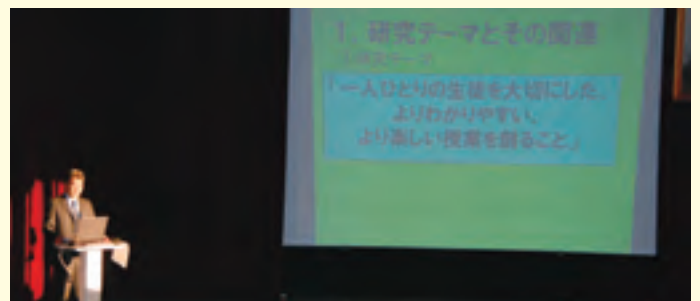 1. 研究テーマとその関連
「一人ひとりの生徒を大切にした、
よりわかりやすい、
より楽しい授業を創ること」